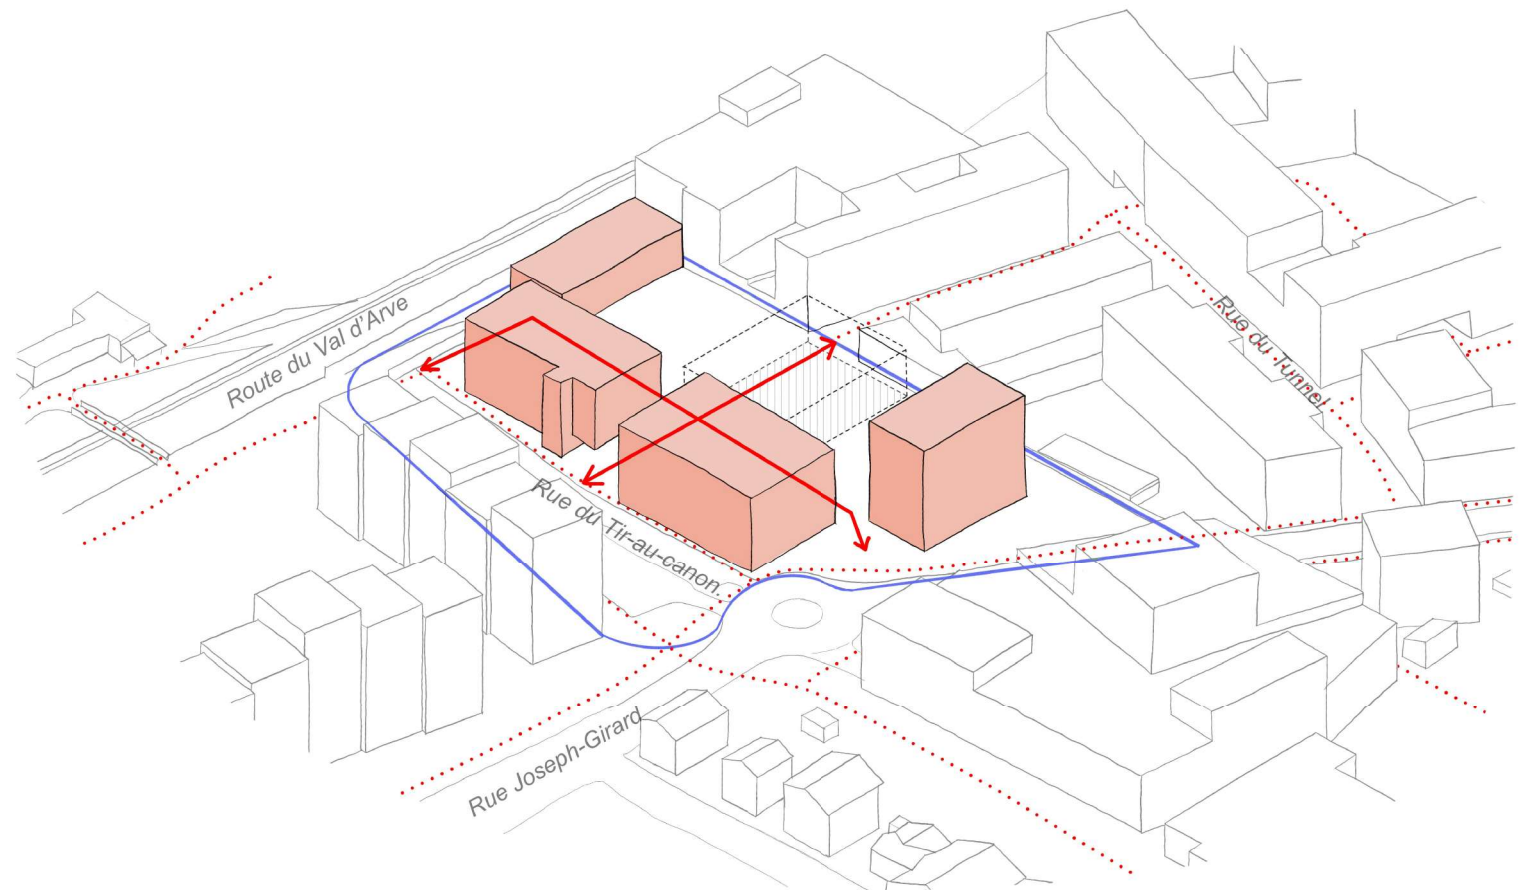 Route du Val d'Arve
Rue du Tunnel
Rue du Tir-au-canon.
Rue Joseph-Girard